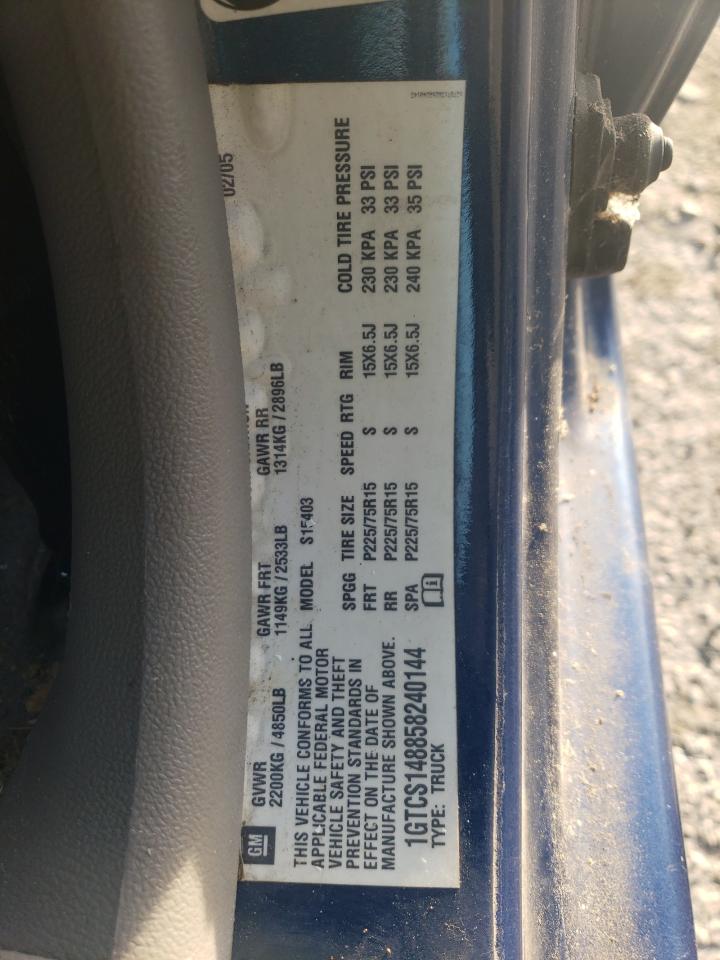 GM
02/05
GVWR GAWR FRT GAWR RR
2200KG / 4850LB 1149KG / 2533LB 1314KG / 2896LB
THIS VEHICLE CONFORMS TO ALL
APPLICABLE FEDERAL MOTOR
VEHICLE SAFETY AND THEFT
PREVENTION STANDARDS IN
EFFECT ON THE DATE OF
MANUFACTURE SHOWN ABOVE.
1GTCS148858240144
TYPE: TRUCK
MODEL S15403
SPGG TIRE SIZE SPEED RTG RIM COLD TIRE PRESSURE
FRT P225/75R15 S 15X6.5J 230 KPA 33 PSI
RR P225/75R15 S 15X6.5J 230 KPA 33 PSI
SPA P225/75R15 S 15X6.5J 240 KPA 35 PSI